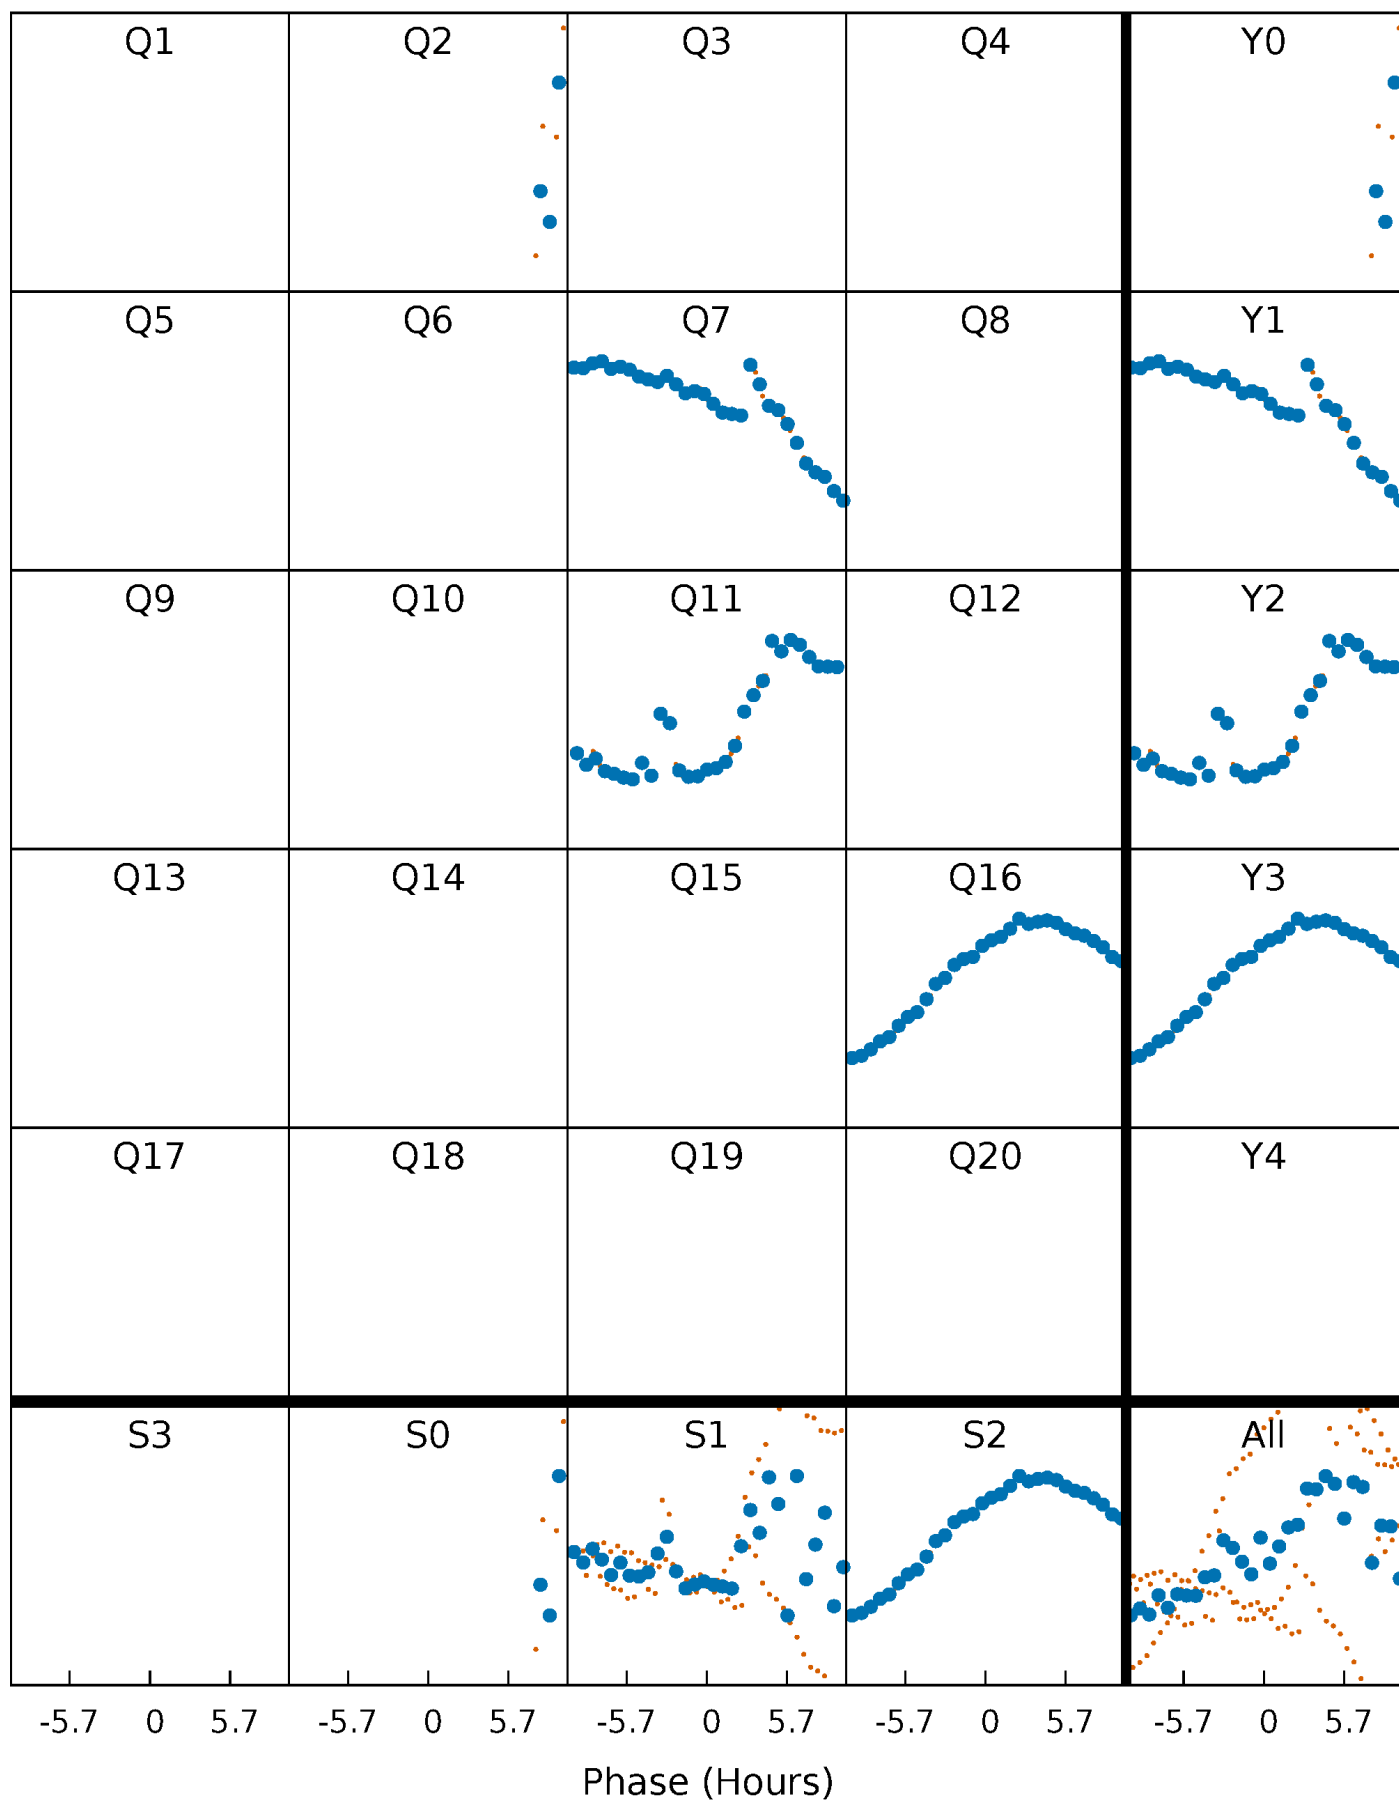 Q1 Q2 Q3 Q4 Y0
Q5 Q6 Q7 Q8 Y1
Q9 Q10 Q11 Q12 Y2
Q13 Q14 Q15 Q16 Y3
Q17 Q18 Q19 Q20 Y4
S3 S0 S1 S2 All
-5.7 0 5.7 -5.7 0 5.7 -5.7 0 5.7 -5.7 0 5.7 -5.7 0 5.7
Phase (Hours)